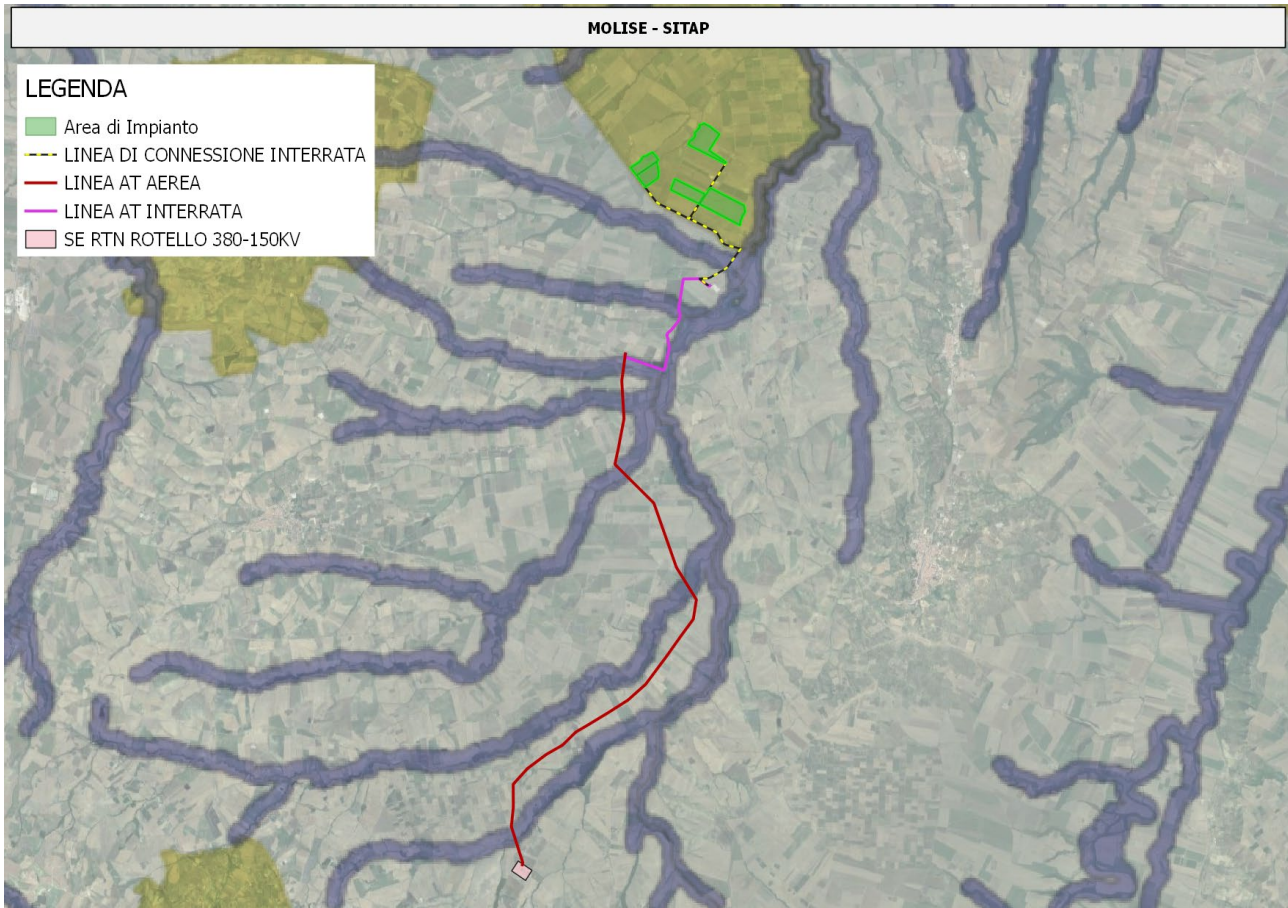 MOLISE - SITAP
LEGENDA
Area di Impianto
LINEA DI CONNESSIONE INTERRATA
LINEA AT AEREA
LINEA AT INTERRATA
SE RTN ROTELLO 380-150KV